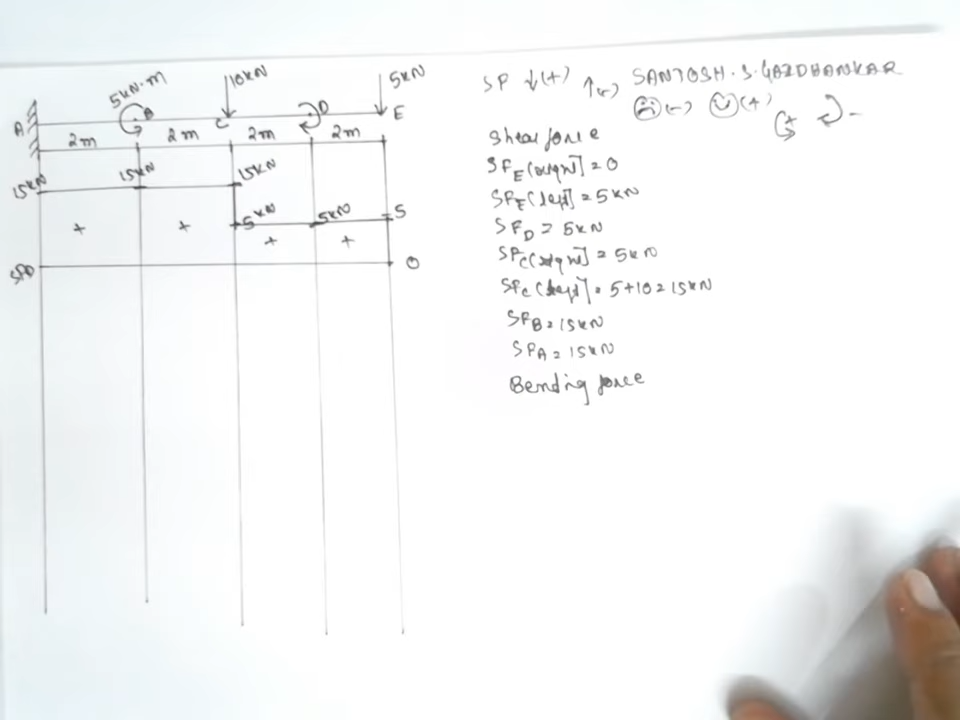 5kN.m
10kN
5kN
A
B
C
D
E
2m 2m 2m 2m
15kN 15kN 15kN
5kN 5kN 5
+ + + +
SFD 0
SF ↓(+) ↑(-) SANTOSH.S.GARDHANKAR
(-) (+) + -
Shear force
SFE(right) = 0
SFE(left) = 5kN
SFD = 5kN
SFC(right) = 5kN
SFC(left) = 5+10=15kN
SFB = 15kN
SFA = 15kN
Bending force